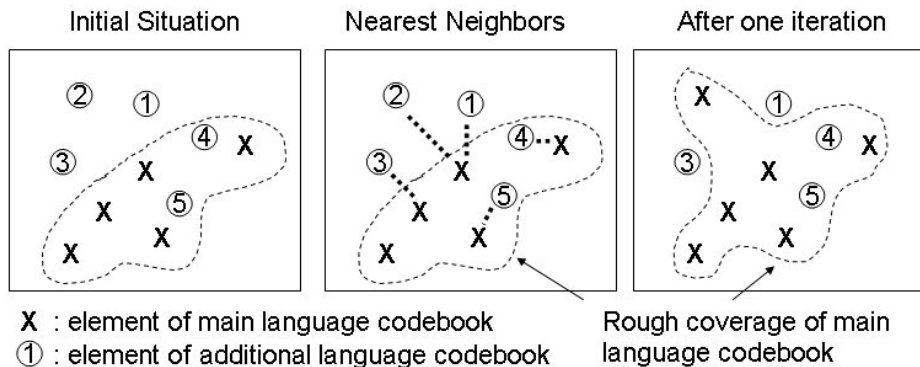 Initial Situation
Nearest Neighbors
After one iteration
2
1
4
3
X
X
5
X
X
X
2
1
4
X
3
X
5
X
X
X
X
1
4
X
3
X
5
X
X
X
X : element of main language codebook
1 : element of additional language codebook
Rough coverage of main
language codebook